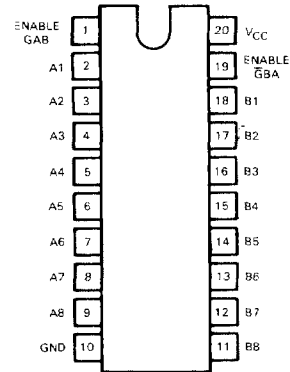 ENABLE
GAB 1 20 VCC
A1 2 19 ENABLE
G̅BA
A2 3 18 B1
A3 4 17 B2
A4 5 16 B3
A5 6 15 B4
A6 7 14 B5
A7 8 13 B6
A8 9 12 B7
GND 10 11 B8